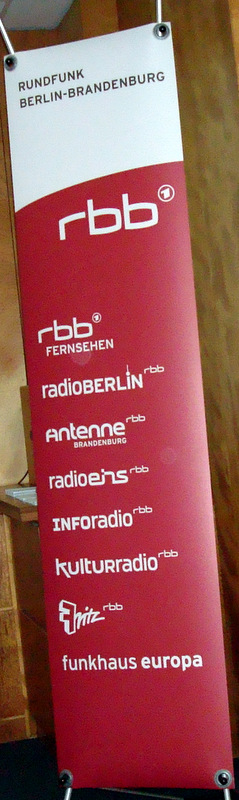 RUNDFUNK
BERLIN-BRANDENBURG
rbb
rbb
FERNSEHEN
radioBERLIN rbb
Antenne rbb
BRANDENBURG
radioeins rbb
INFOradio rbb
kulturradio rbb
Fritz rbb
funkhaus europa